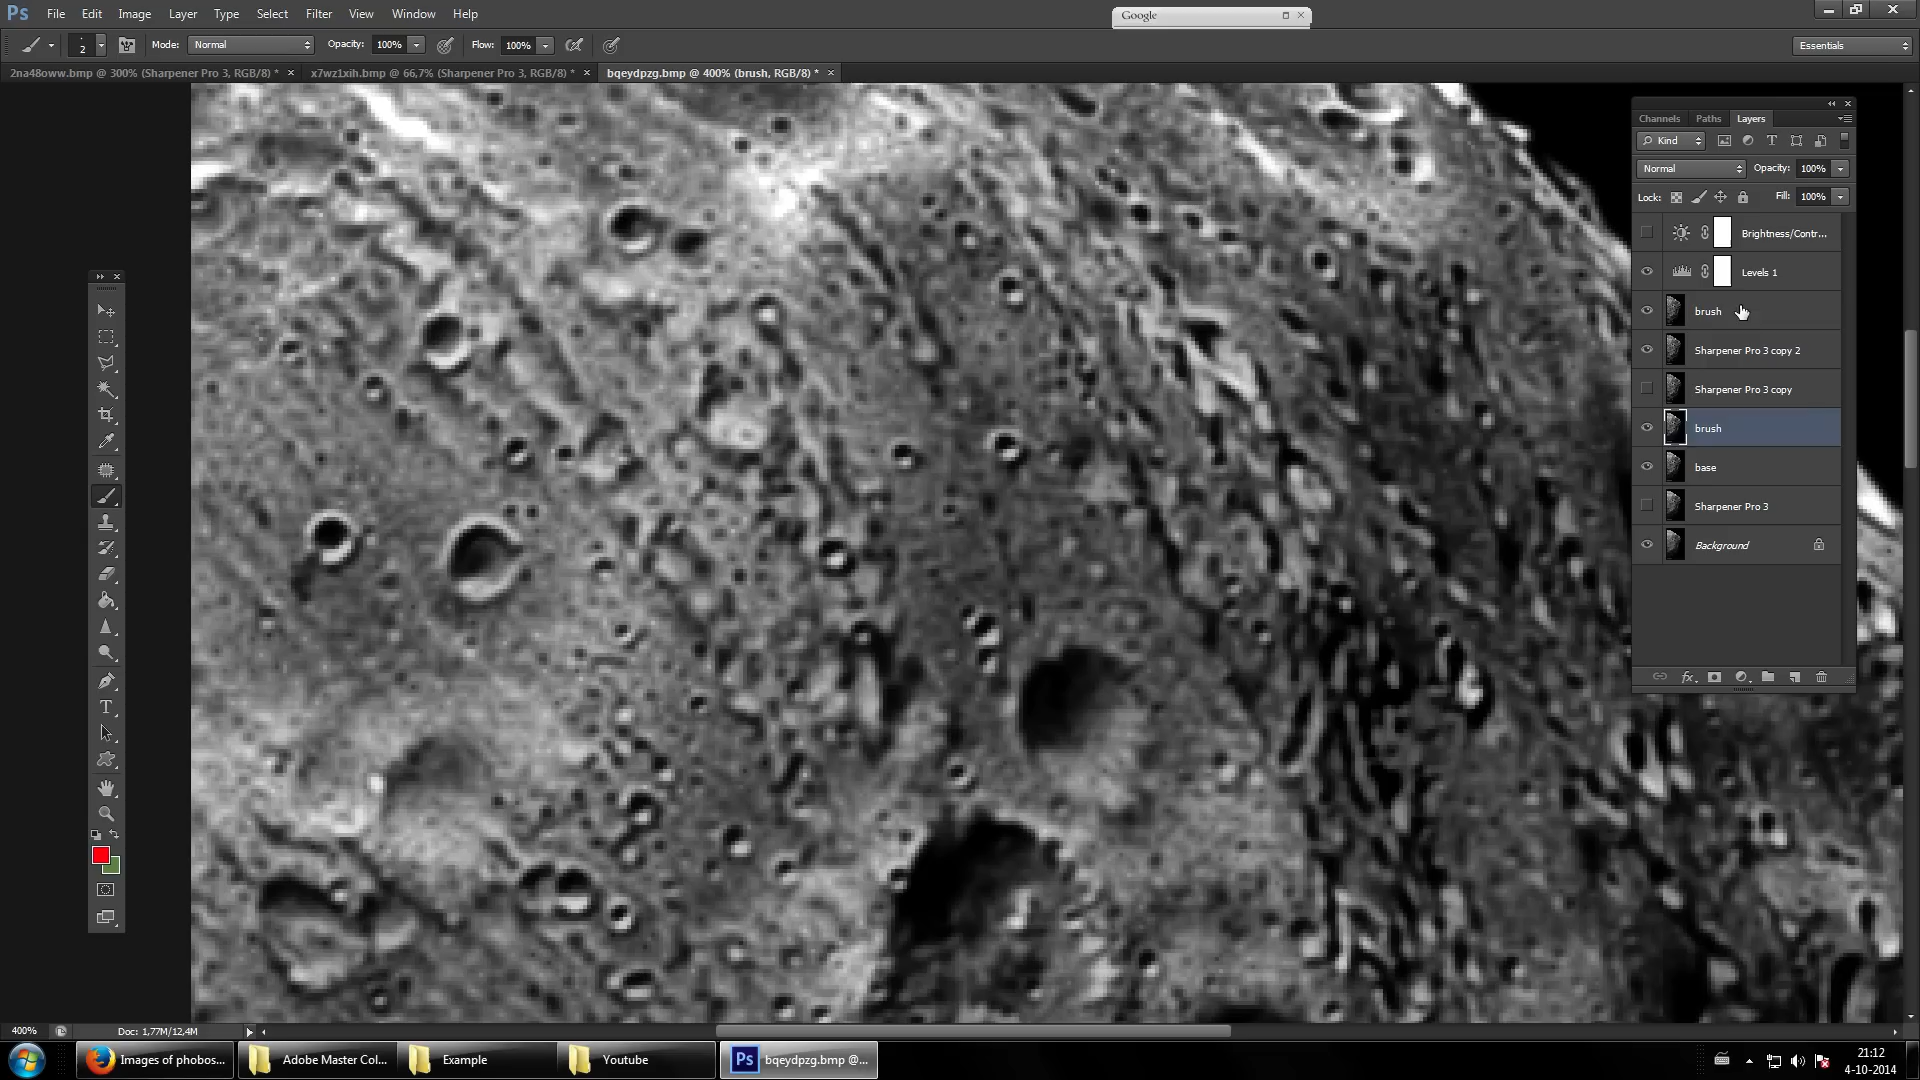 Ps File Edit Image Layer Type Select Filter View Window Help
Google
2 Mode: Normal Opacity: 100% Flow: 100% Essentials
2na48oww.bmp @ 300% (Sharpener Pro 3, RGB/8) * x7wz1xih.bmp @ 66,7% (Sharpener Pro 3, RGB/8) * bqeydpzg.bmp @ 400% (brush, RGB/8) *
Channels Paths Layers
Kind
Normal Opacity: 100%
Lock: Fill: 100%
Brightness/Contr...
Levels 1
brush
Sharpener Pro 3 copy 2
Sharpener Pro 3 copy
brush
base
Sharpener Pro 3
Background
fx
400% Doc: 1,77M/12,4M
Images of phobos... Adobe Master Col... Example Youtube Ps bqeydpzg.bmp @...
21:12
4-10-2014